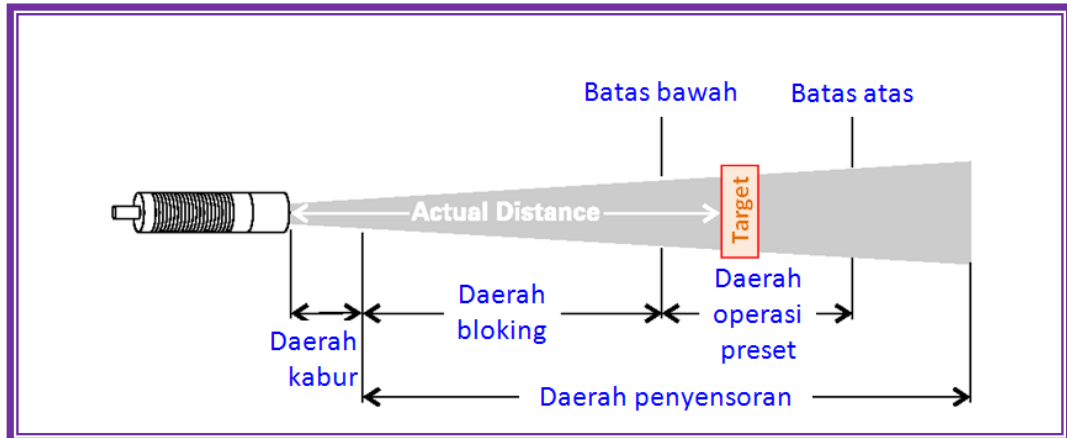 Batas bawah
Batas atas
Actual Distance
Target
Daerah
bloking
Daerah
operasi
preset
Daerah
kabur
Daerah penyensoran